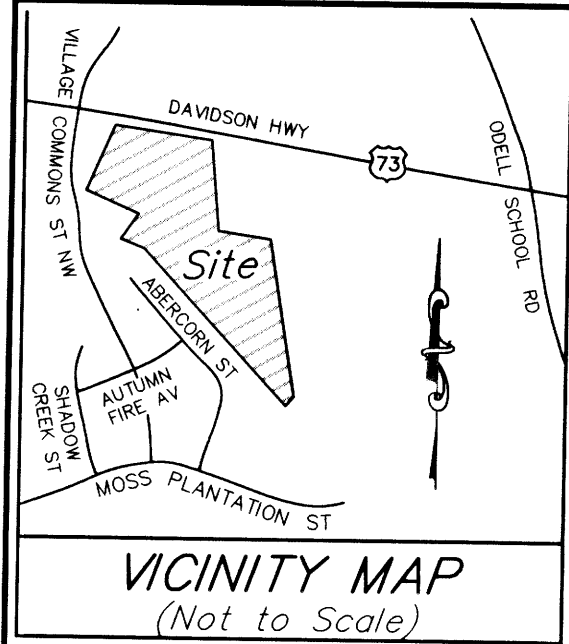 VILLAGE COMMONS ST NW
DAVIDSON HWY
73
ODELL SCHOOL RD
Site
ABERCORN ST
AUTUMN
FIRE AV
SHADOW
CREEK ST
MOSS PLANTATION ST
VICINITY MAP
(Not to Scale)